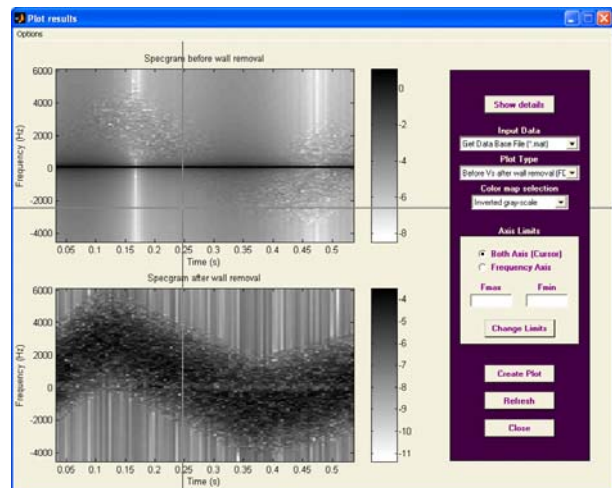 Plot results
Options
Specgram before wall removal
6000
4000
2000
0
-2000
-4000
Frequency (Hz)
0.05 0.1 0.15 0.2 0.25 0.3 0.35 0.4 0.45 0.5
Time (s)
0
-2
-4
-6
-8
Specgram after wall removal
6000
4000
2000
0
-2000
-4000
Frequency (Hz)
0.05 0.1 0.15 0.2 0.25 0.3 0.35 0.4 0.45 0.5
Time (s)
-4
-5
-6
-7
-8
-9
-10
-11
Show details
Input Data
Get Data Base File (*.mat)
Plot Type
Before Vs after wall removal (FD
Color map selection
Inverted gray-scale
Axis Limits
Both Axis (Cursor)
Frequency Axis
Fmax Fmin
Change Limits
Create Plot
Refresh
Close